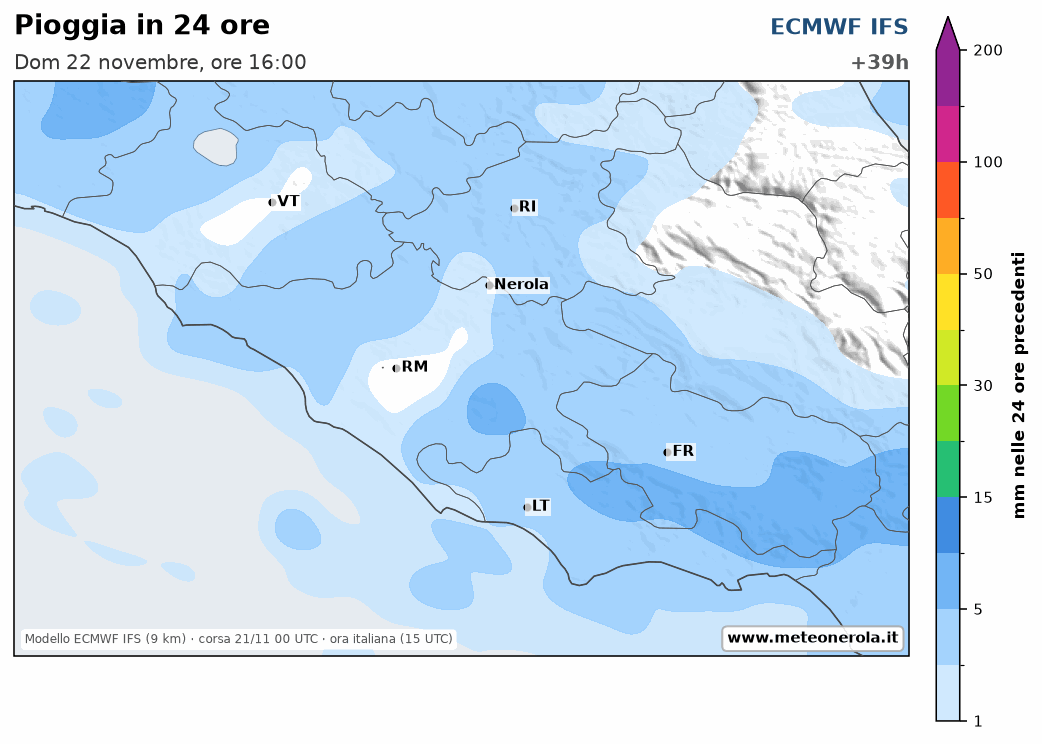 Pioggia in 24 ore
ECMWF IFS
Dom 22 novembre, ore 16:00
+39h
200
100
50
30
15
5
1
mm nelle 24 ore precedenti
VT
RI
Nerola
RM
FR
LT
Modello ECMWF IFS (9 km) · corsa 21/11 00 UTC · ora italiana (15 UTC)
www.meteonerola.it